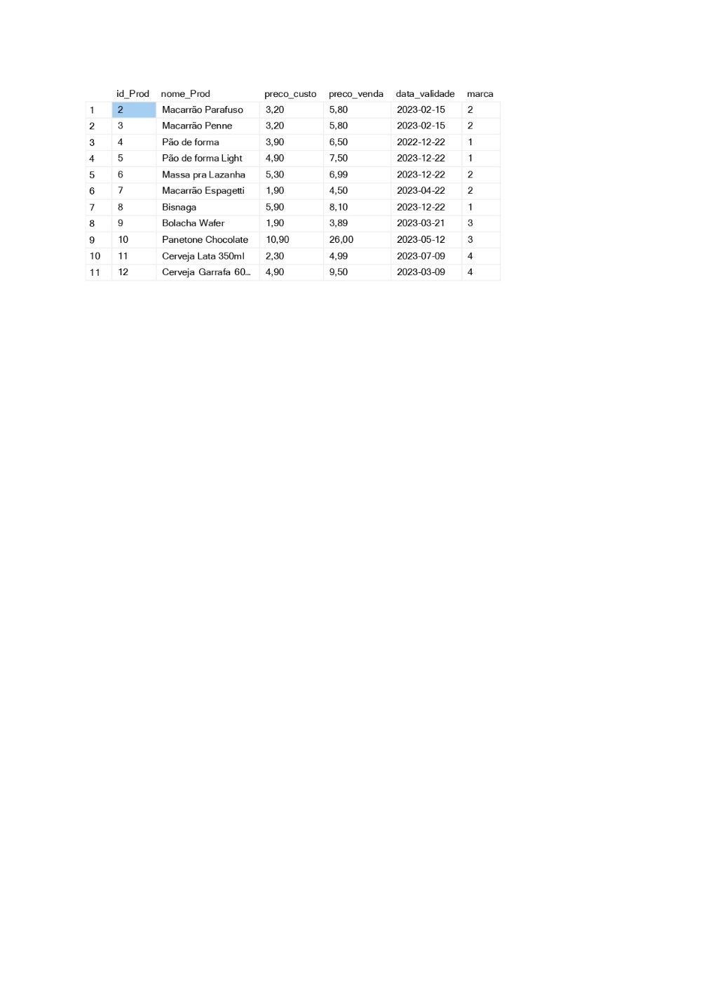 id_Prod nome_Prod preco_custo preco_venda data_validade marca
1 2 Macarrão Parafuso 3,20 5,80 2023-02-15 2
2 3 Macarrão Penne 3,20 5,80 2023-02-15 2
3 4 Pão de forma 3,90 6,50 2022-12-22 1
4 5 Pão de forma Light 4,90 7,50 2023-12-22 1
5 6 Massa pra Lazanha 5,30 6,99 2023-12-22 2
6 7 Macarrão Espagetti 1,90 4,50 2023-04-22 2
7 8 Bisnaga 5,90 8,10 2023-12-22 1
8 9 Bolacha Wafer 1,90 3,89 2023-03-21 3
9 10 Panetone Chocolate 10,90 26,00 2023-05-12 3
10 11 Cerveja Lata 350ml 2,30 4,99 2023-07-09 4
11 12 Cerveja Garrafa 60... 4,90 9,50 2023-03-09 4